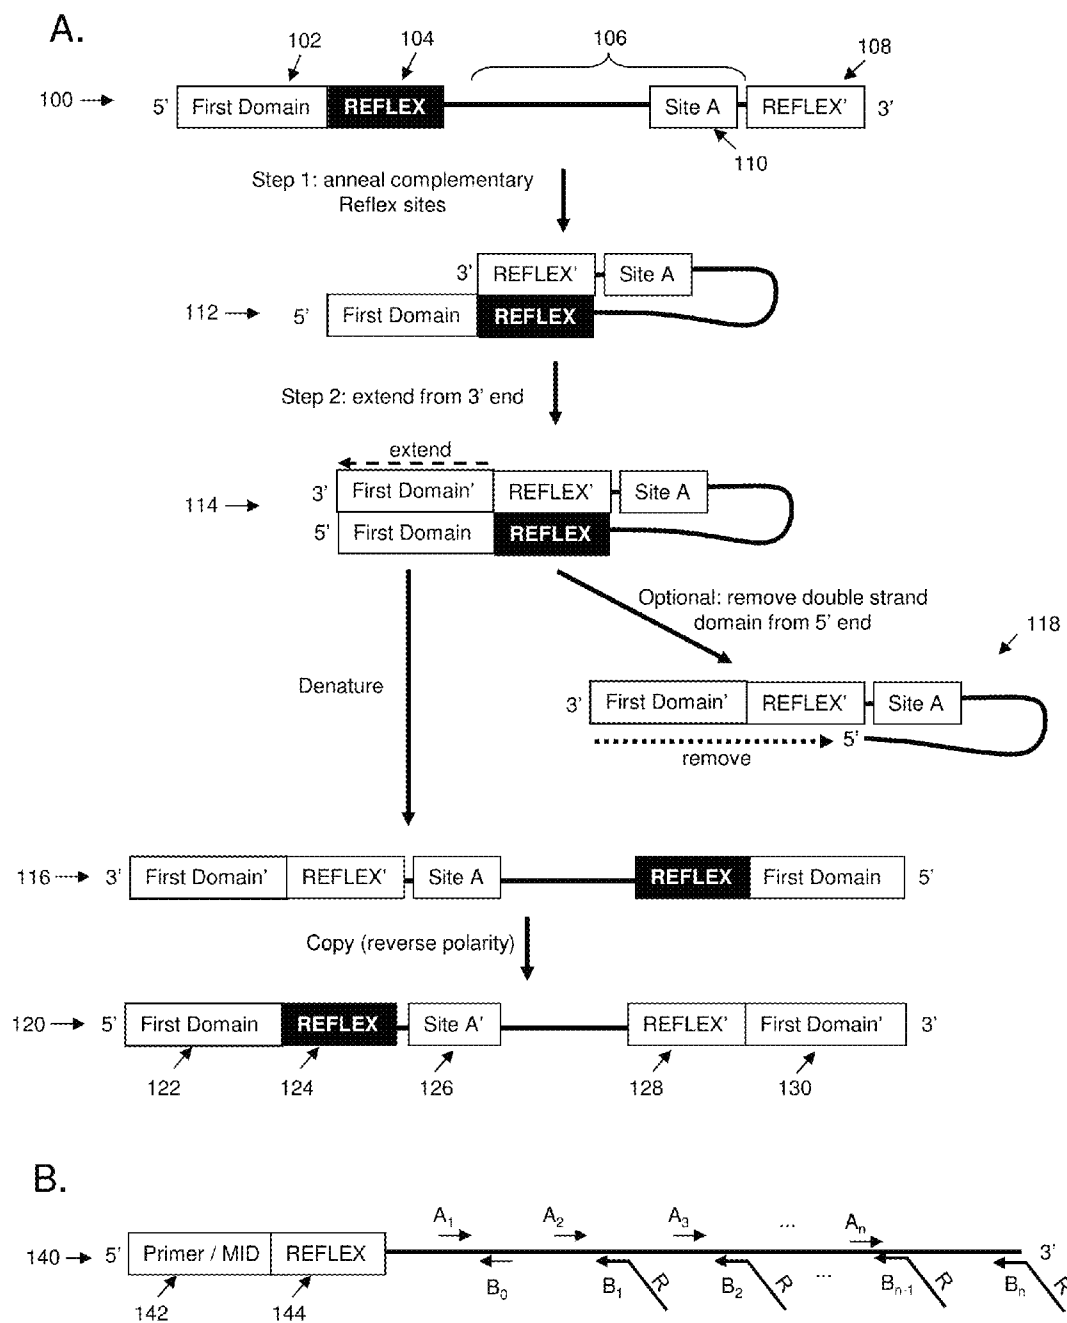 A.
102 104 106 108
100 5' First Domain REFLEX Site A REFLEX' 3'
110
Step 1: anneal complementary
Reflex sites
3' REFLEX' Site A
112 5' First Domain REFLEX
Step 2: extend from 3' end
extend
3' First Domain' REFLEX' Site A
114
5' First Domain REFLEX
Optional: remove double strand
domain from 5' end
118
Denature
3' First Domain' REFLEX' Site A
5'
remove
116 3' First Domain' REFLEX' Site A REFLEX First Domain 5'
Copy (reverse polarity)
120 5' First Domain REFLEX Site A' REFLEX' First Domain' 3'
122 124 126 128 130
B.
A1 A2 A3 ... An
140 5' Primer / MID REFLEX 3'
B0 B1 R B2 R ... Bn-1 R Bn R
142 144